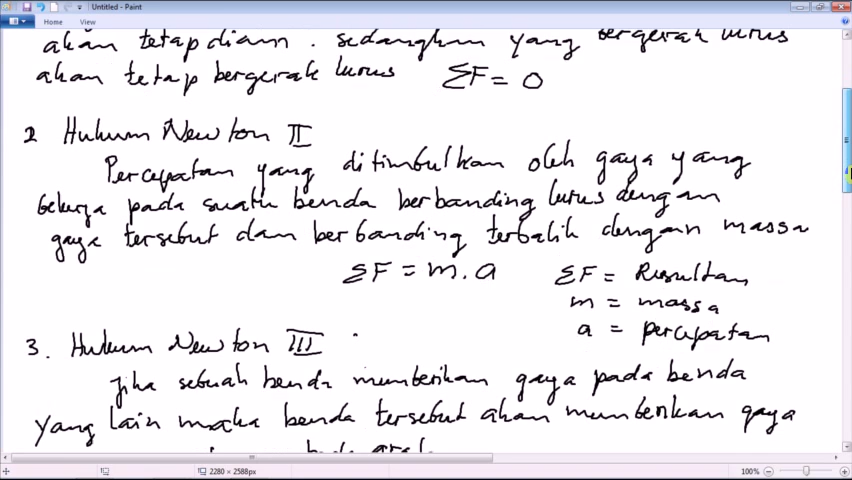 Untitled - Paint
Home View
akan tetap diam . sedangkan yang bergerak lurus
akan tetap bergerak lurus ΣF = 0
2 Hukum Newton II
Percepatan yang ditimbulkan oleh gaya yang
bekerja pada suatu benda berbanding lurus dengan
gaya tersebut dan berbanding terbalik dengan massa
ΣF = m . a ΣF = Resultan
m = massa
a = percepatan
3. Hukum Newton III
Jika sebuah benda memberikan gaya pada benda
yang lain maka benda tersebut akan memberikan gaya
arah
2280 × 2588px 100%